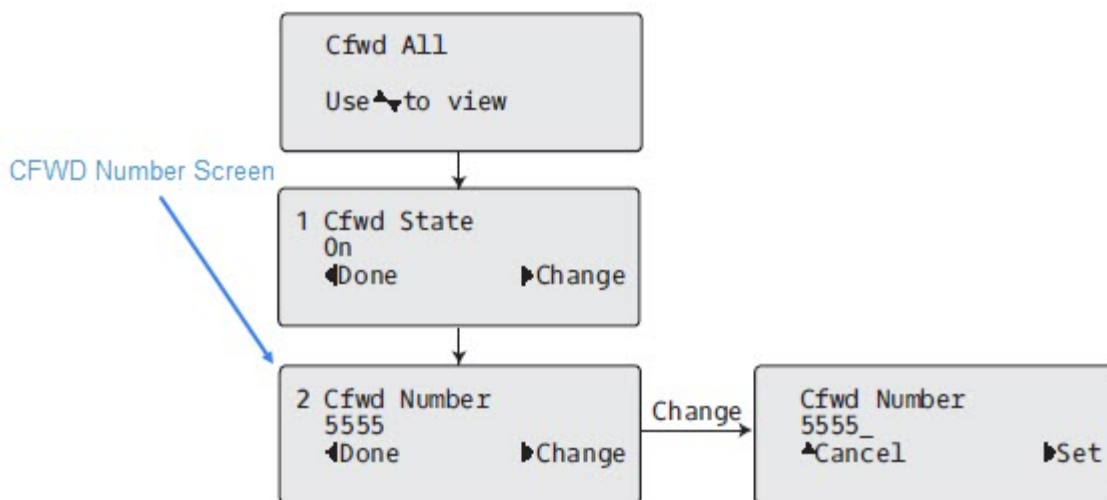 Cfwd All
Use to view
CFWD Number Screen
1 Cfwd State
On
Done Change
2 Cfwd Number
5555
Done Change
Change
Cfwd Number
5555_
Cancel Set